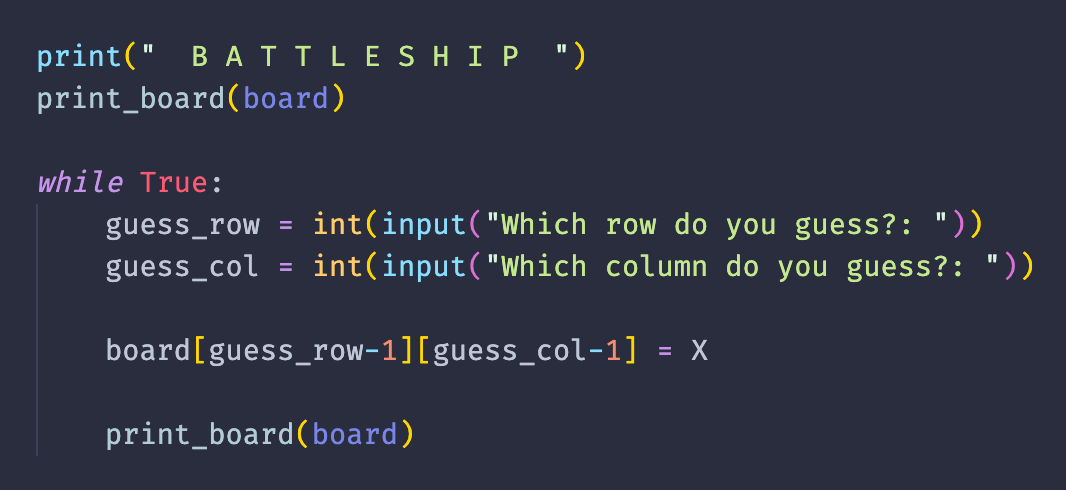 print("  B A T T L E S H I P  ")
print_board(board)
while True:
    guess_row = int(input("Which row do you guess?: "))
    guess_col = int(input("Which column do you guess?: "))
    board[guess_row-1][guess_col-1] = X
    print_board(board)